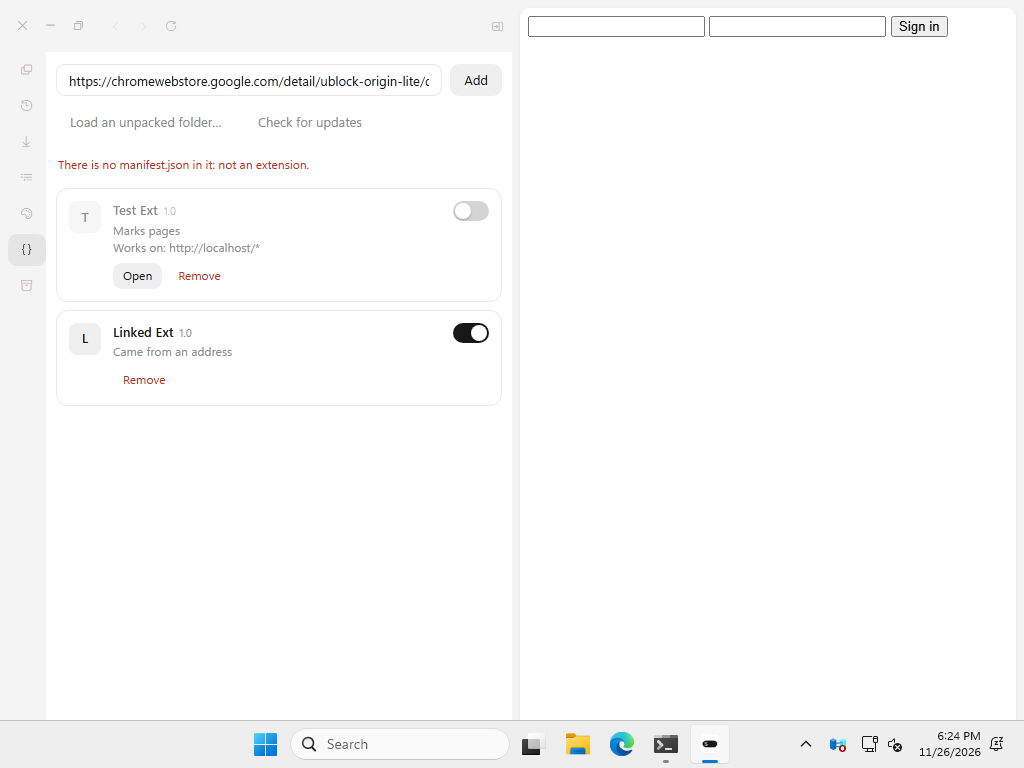 https://chromewebstore.google.com/detail/ublock-origin-lite/
Add
Load an unpacked folder...
Check for updates
There is no manifest.json in it: not an extension.
T
Test Ext 1.0
Marks pages
Works on: http://localhost/*
Open
Remove
L
Linked Ext 1.0
Came from an address
Remove
Sign in
{}
Search
6:24 PM
11/26/2026